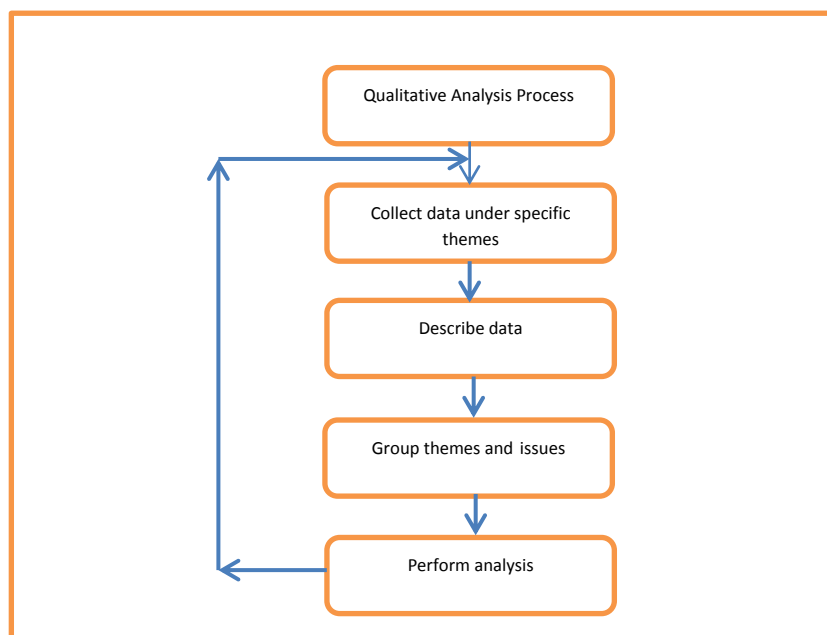 Qualitative Analysis Process
Collect data under specific
themes
Describe data
Group themes and issues
Perform analysis